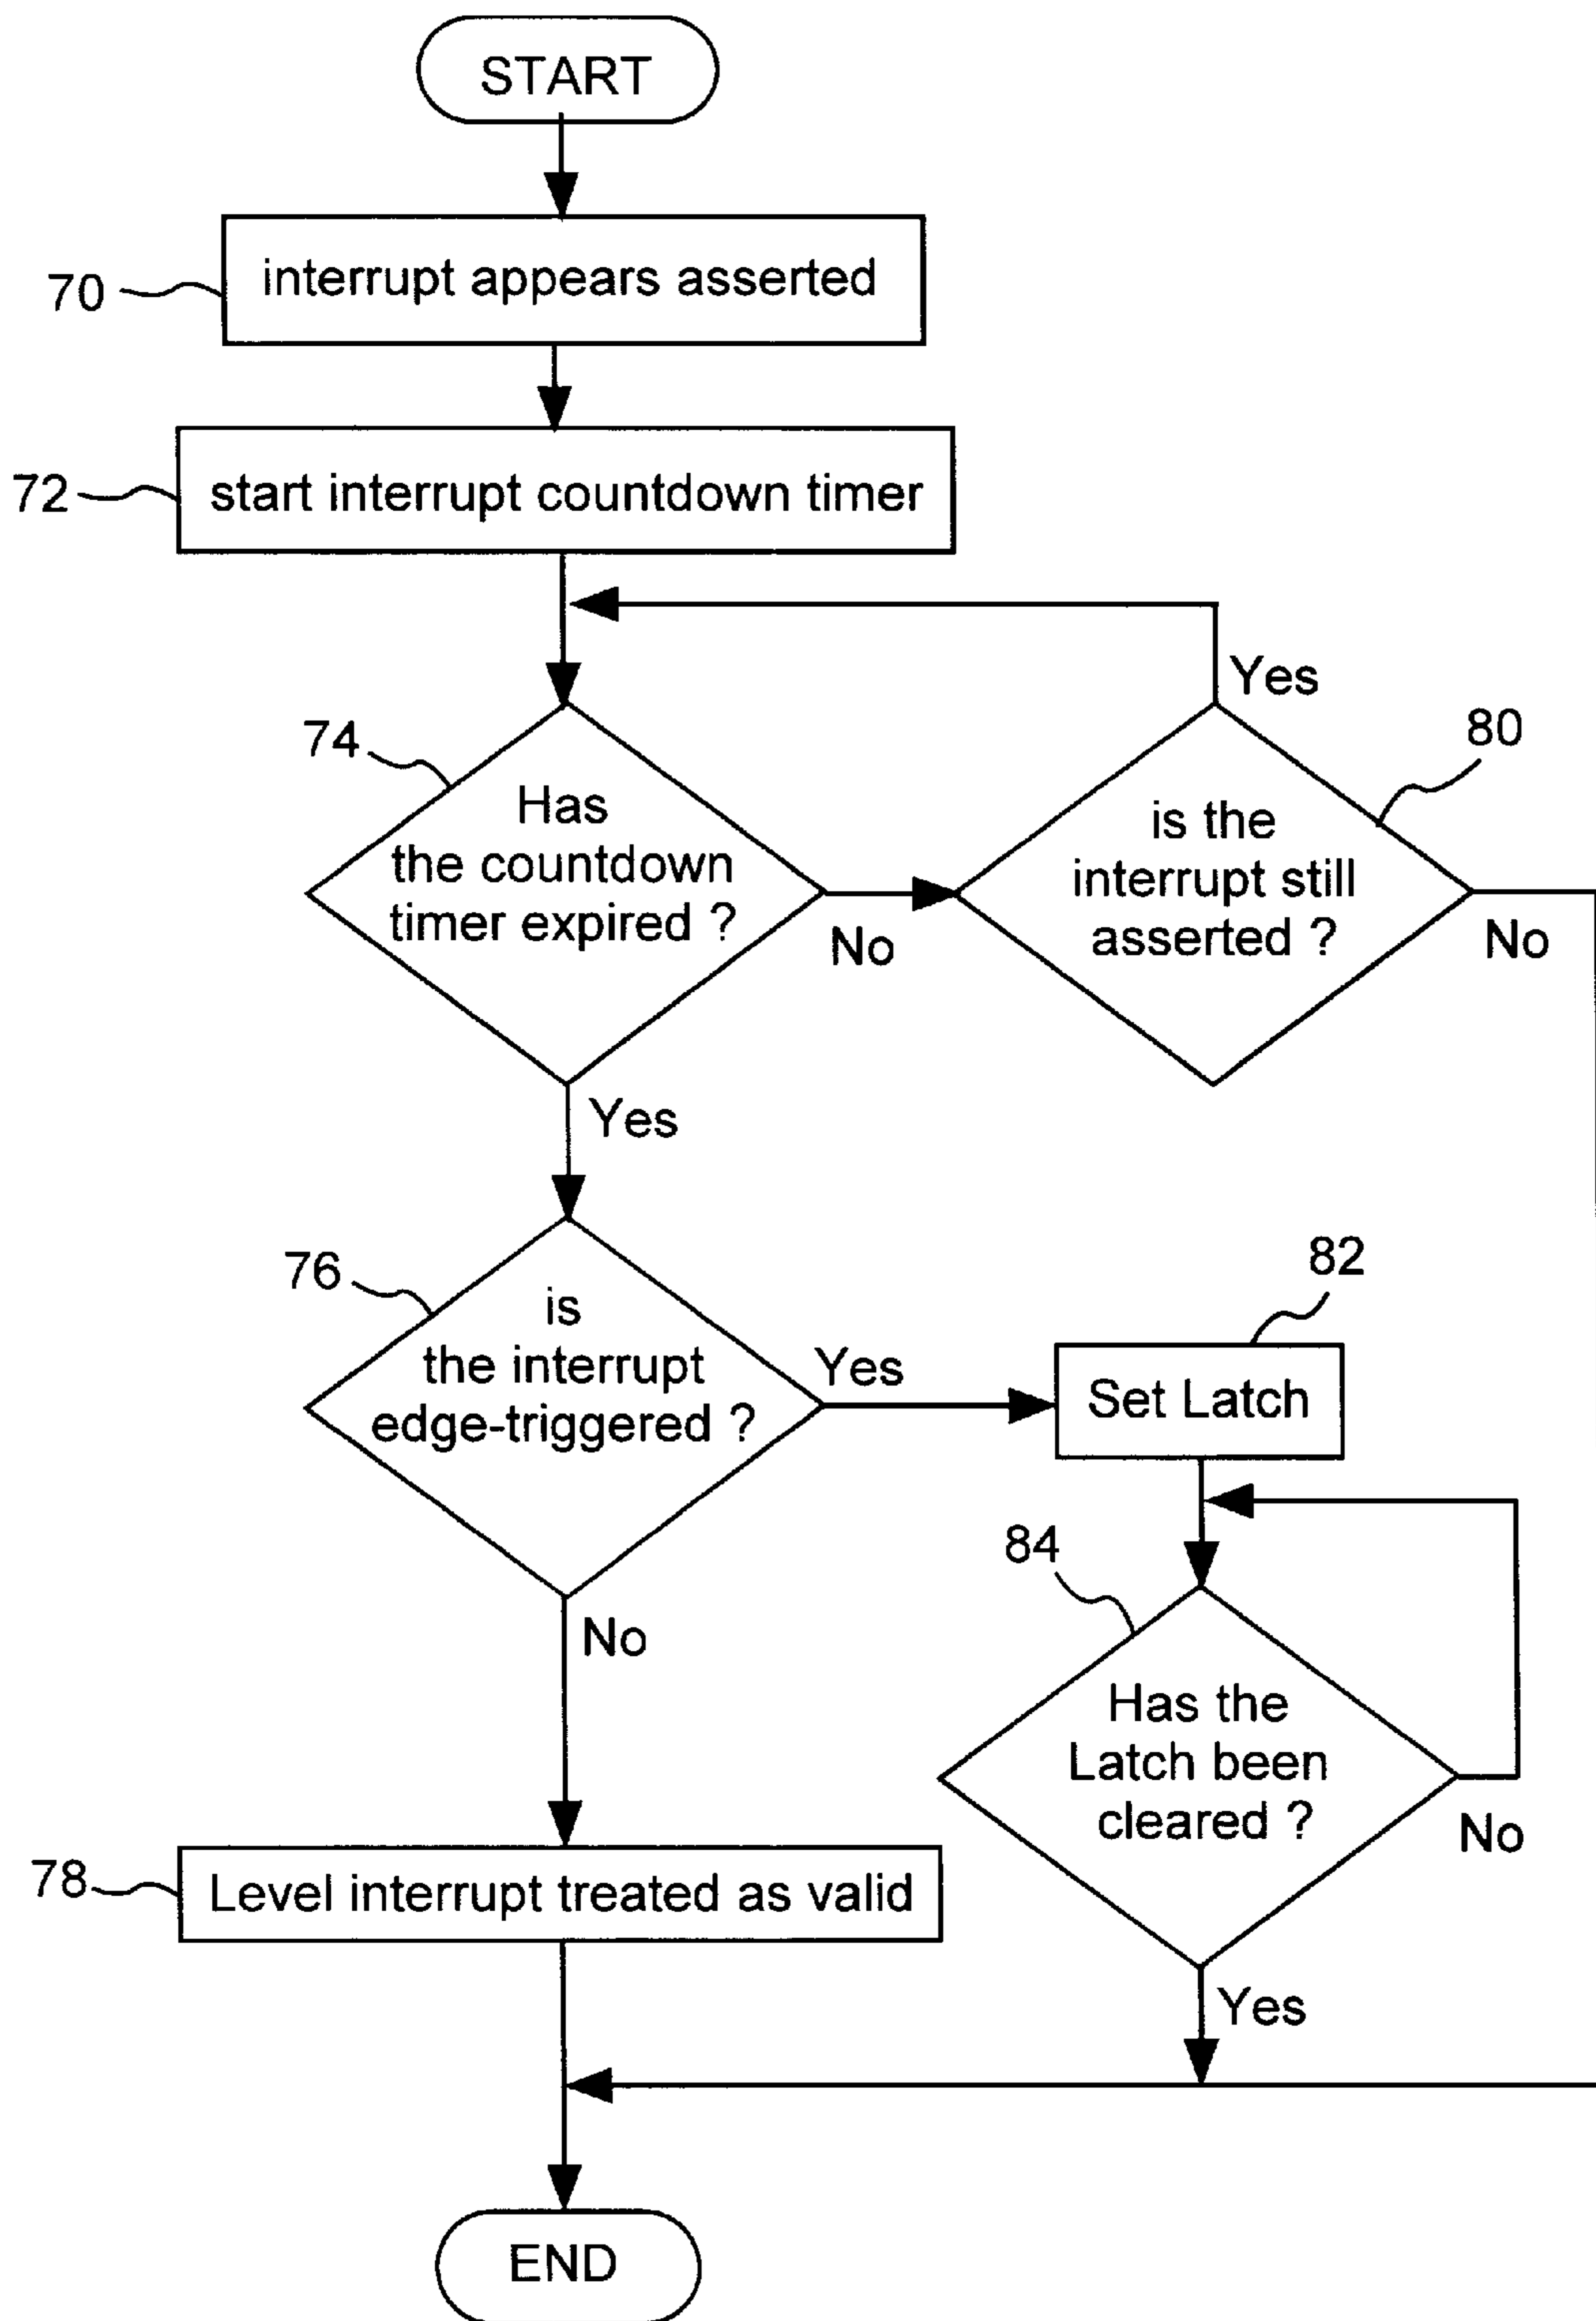 START
70
interrupt appears asserted
72
start interrupt countdown timer
Yes
74
80
Has
the countdown
timer expired ?
No
is the
interrupt still
asserted ?
No
Yes
76
is
the interrupt
edge-triggered ?
Yes
82
Set Latch
84
No
Has the
Latch been
cleared ?
No
78
Level interrupt treated as valid
Yes
END